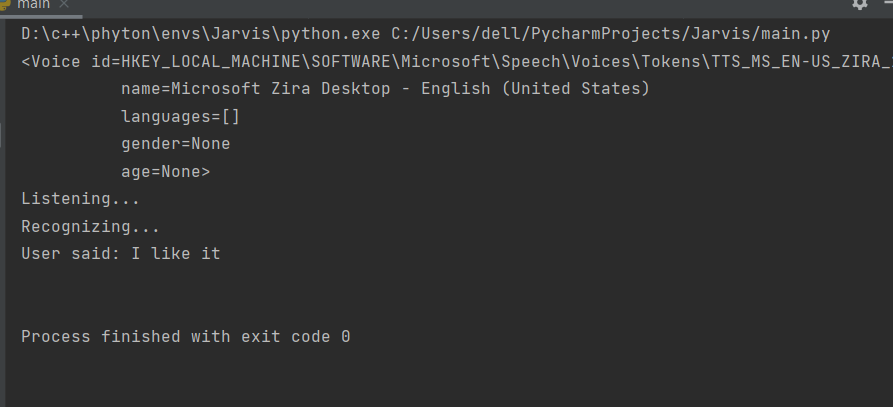 main
D:\c++\phyton\envs\Jarvis\python.exe C:/Users/dell/PycharmProjects/Jarvis/main.py
<Voice id=HKEY_LOCAL_MACHINE\SOFTWARE\Microsoft\Speech\Voices\Tokens\TTS_MS_EN-US_ZIRA_
name=Microsoft Zira Desktop - English (United States)
languages=[]
gender=None
age=None>
Listening...
Recognizing...
User said: I like it
Process finished with exit code 0